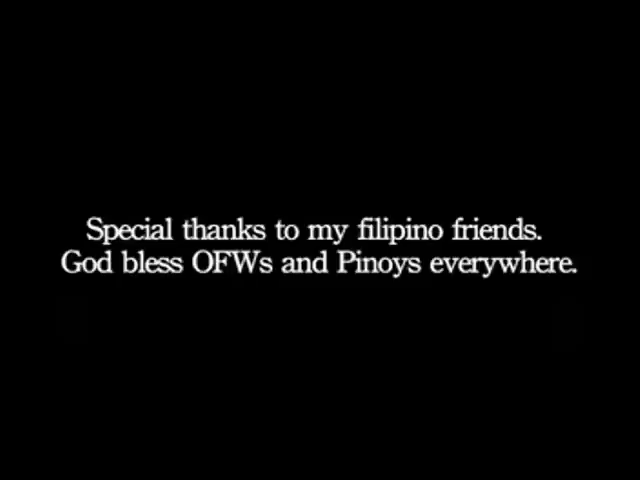 Special thanks to my filipino friends.
God bless OFWs and Pinoys everywhere.